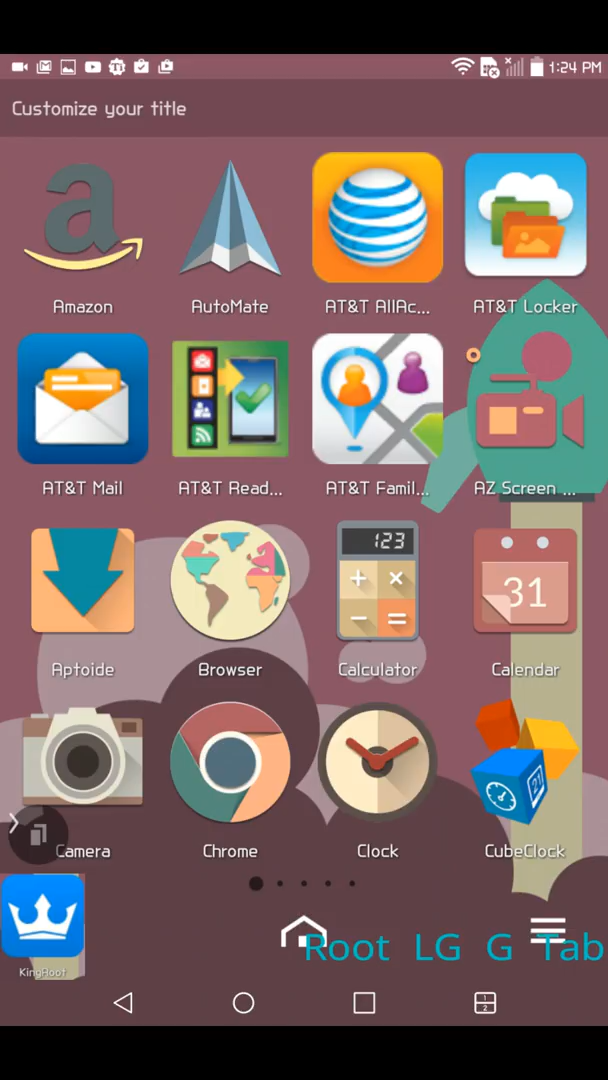 1:24 PM
Customize your title
Amazon
AutoMate
AT&T AllAc...
AT&T Locker
AT&T Mail
AT&T Read...
AT&T Famil...
AZ Screen ...
123
31
Aptoide
Browser
Calculator
Calendar
21
Camera
Chrome
Clock
CubeClock
KingRoot
Root LG G Tab